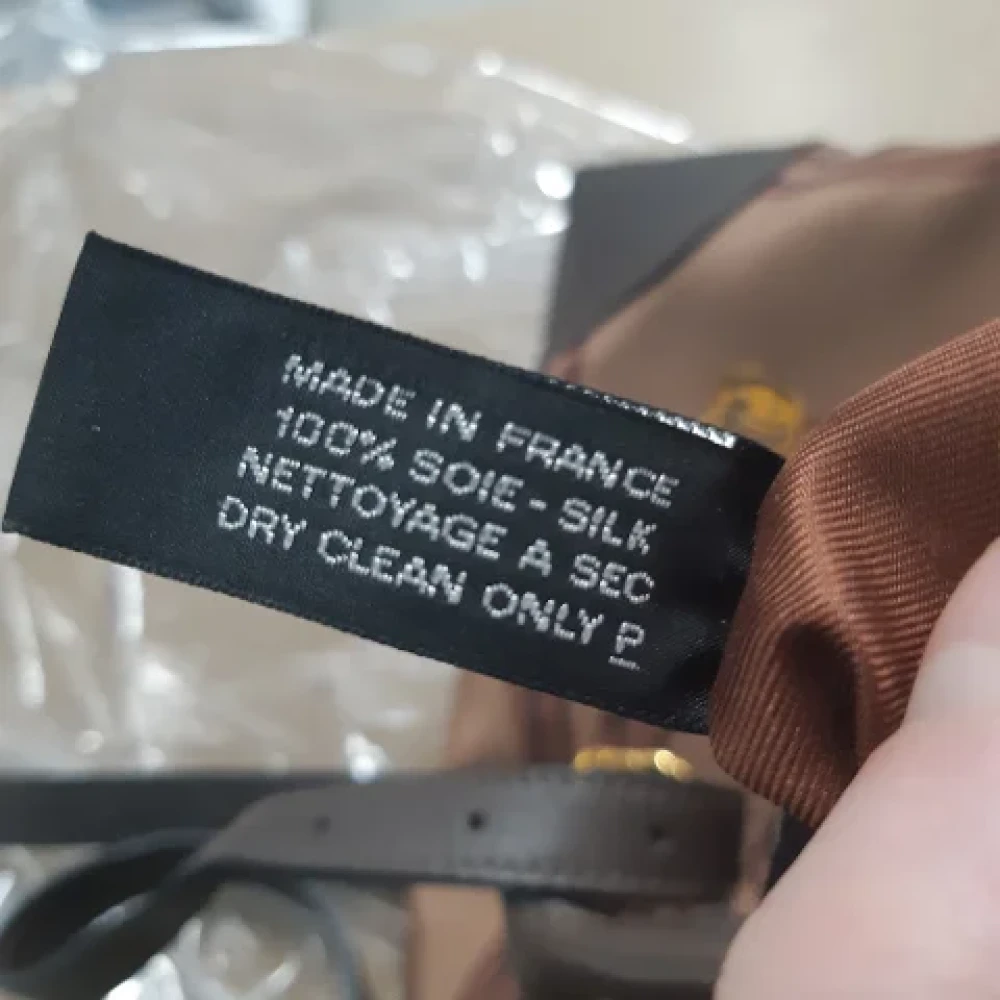 MADE IN FRANCE
100% SOIE - SILK
NETTOYAGE A SEC
DRY CLEAN ONLY P